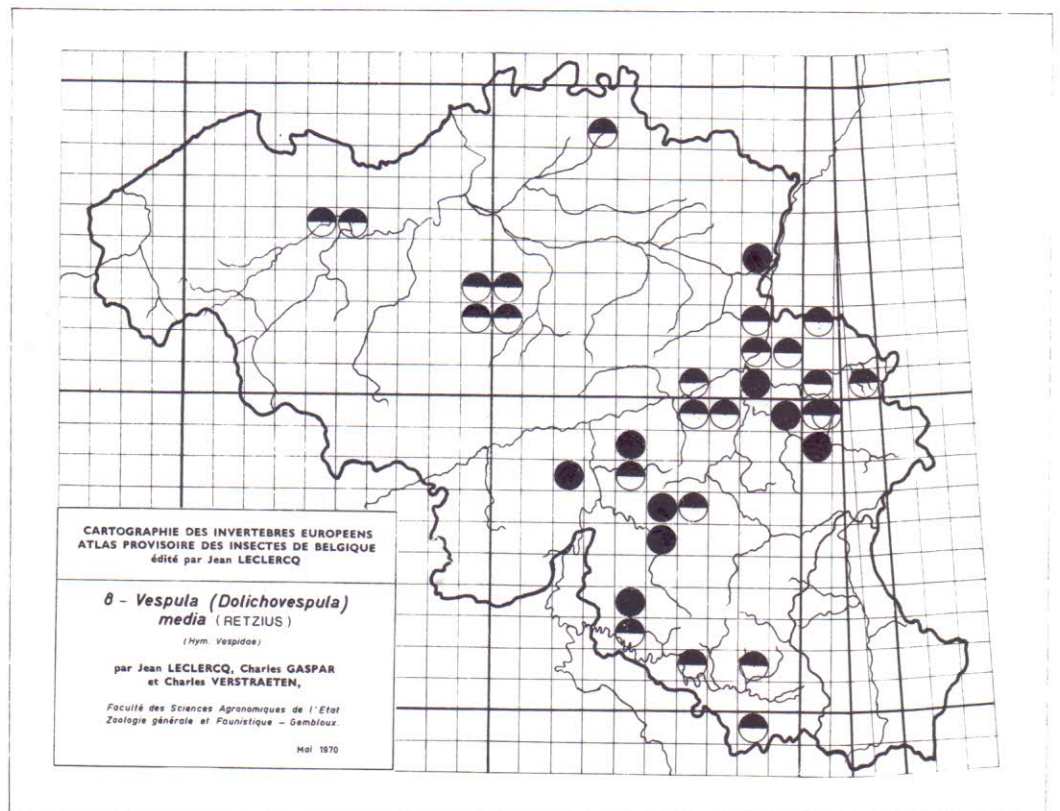 CARTOGRAPHIE DES INVERTEBRES EUROPEENS
ATLAS PROVISOIRE DES INSECTES DE BELGIQUE
édité par Jean LECLERCQ
8 – Vespula (Dolichovespula)
media (RETZIUS)
(Hym. Vespidae)
par Jean LECLERCQ, Charles GASPAR
et Charles VERSTRAETEN,
Faculté des Sciences Agronomiques de l'Etat
Zoologie générale et Faunistique – Gembloux.
Mai 1970